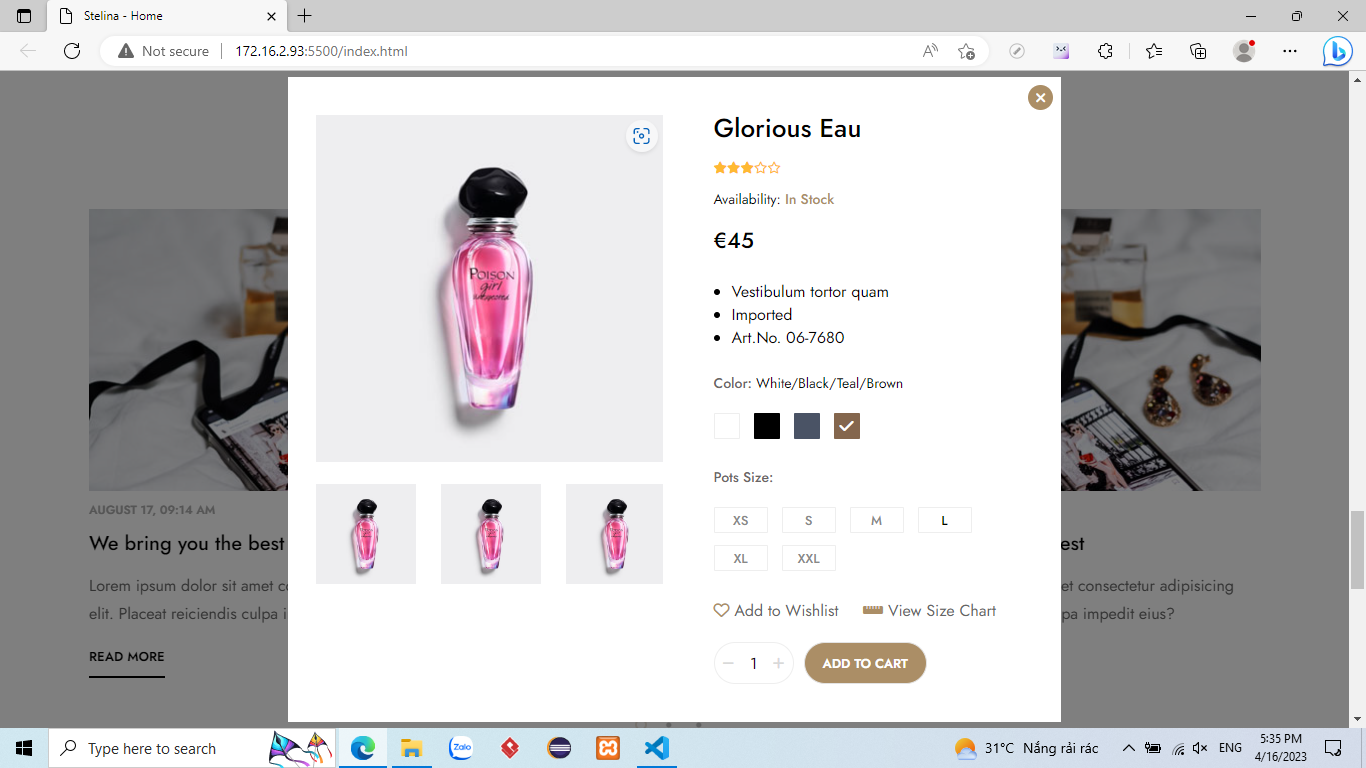 Stelina - Home
Not secure
172.16.2.93:5500/index.html
Glorious Eau
Availability: In Stock
€45
POISON
girl
Vestibulum tortor quam
Imported
Art.No. 06-7680
Color: White/Black/Teal/Brown
Pots Size:
XS S M L
XL XXL
Add to Wishlist View Size Chart
1 ADD TO CART
AUGUST 17, 09:14 AM
We bring you the best
Lorem ipsum dolor sit amet
elit. Placeat reiciendis culpa
READ MORE
est
et consectetur adipisicing
pa impedit eius?
Type here to search
Zalo
31°C Nắng rải rác
ENG
5:35 PM
4/16/2023